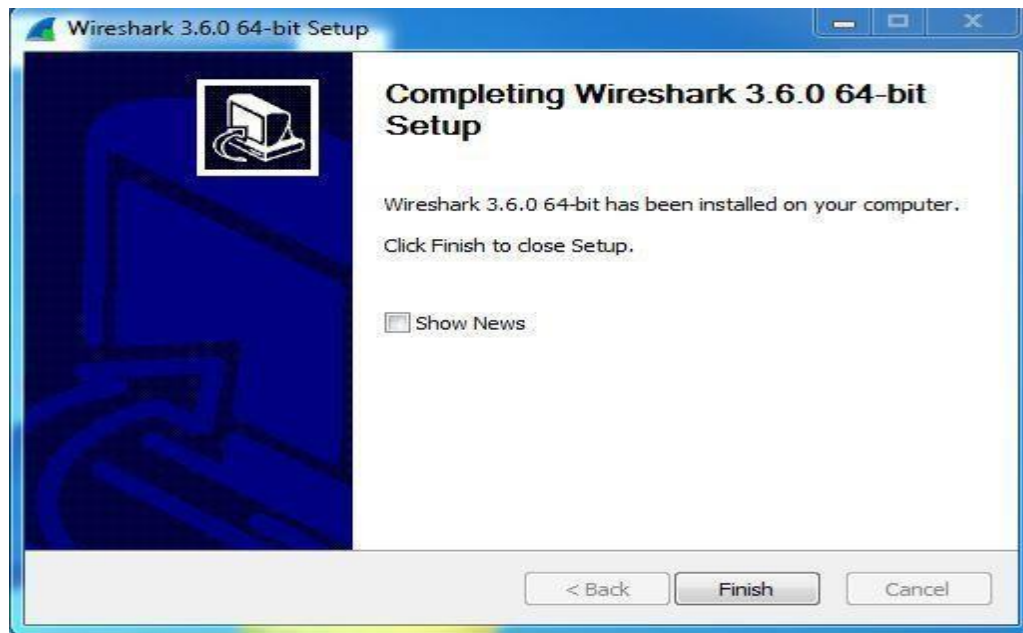 Wireshark 3.6.0 64-bit Setup
Completing Wireshark 3.6.0 64-bit
Setup
Wireshark 3.6.0 64-bit has been installed on your computer.
Click Finish to close Setup.
Show News
< Back Finish Cancel